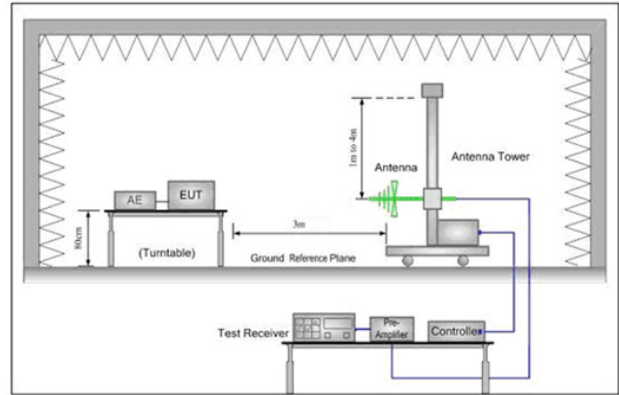 1m to 4m
Antenna
Antenna Tower
AE
EUT
80cm
3m
(Turntable)
Ground Reference Plane
Test Receiver
Pre-
Amplifier
Controller